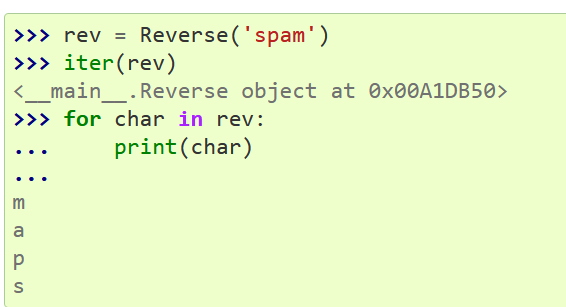 >>> rev = Reverse('spam')
>>> iter(rev)
<__main__.Reverse object at 0x00A1DB50>
>>> for char in rev:
...     print(char)
...
m
a
p
s